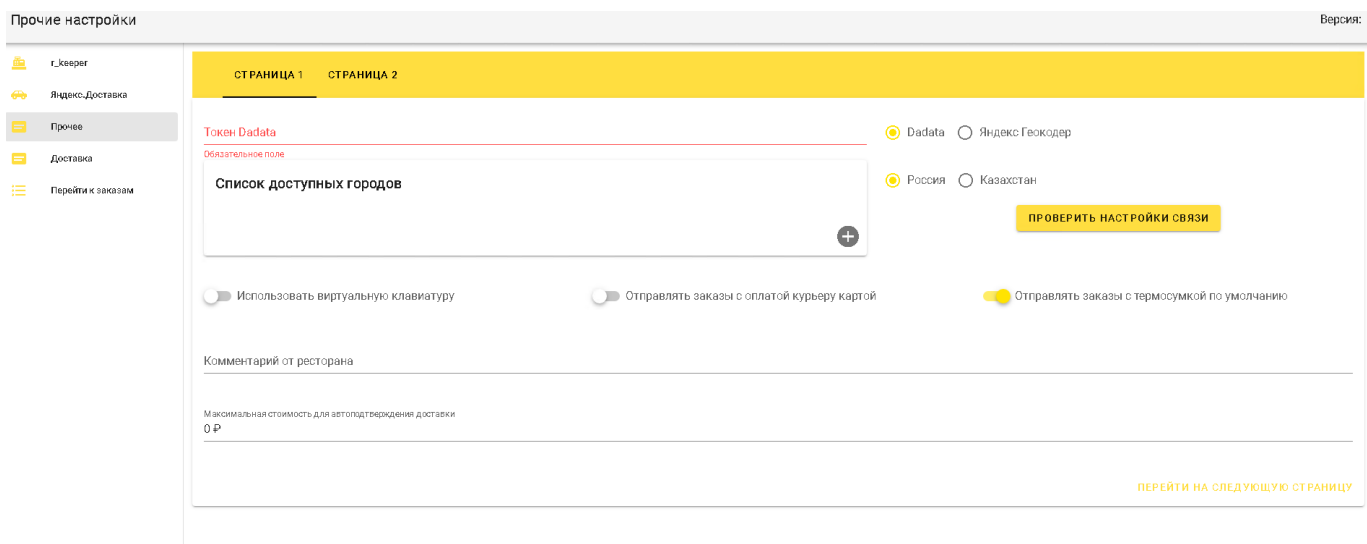 Прочие настройки
Версия:
r_keeper
Яндекс.Доставка
Прочее
Доставка
Перейти к заказам
СТРАНИЦА 1 СТРАНИЦА 2
Токен Dadata
Обязательное поле
Dadata Яндекс Геокодер
Список доступных городов
Россия Казахстан
ПРОВЕРИТЬ НАСТРОЙКИ СВЯЗИ
Использовать виртуальную клавиатуру
Отправлять заказы с оплатой курьеру картой
Отправлять заказы с термосумкой по умолчанию
Комментарий от ресторана
Максимальная стоимость для автоподтверждения доставки
0 ₽
ПЕРЕЙТИ НА СЛЕДУЮЩУЮ СТРАНИЦУ